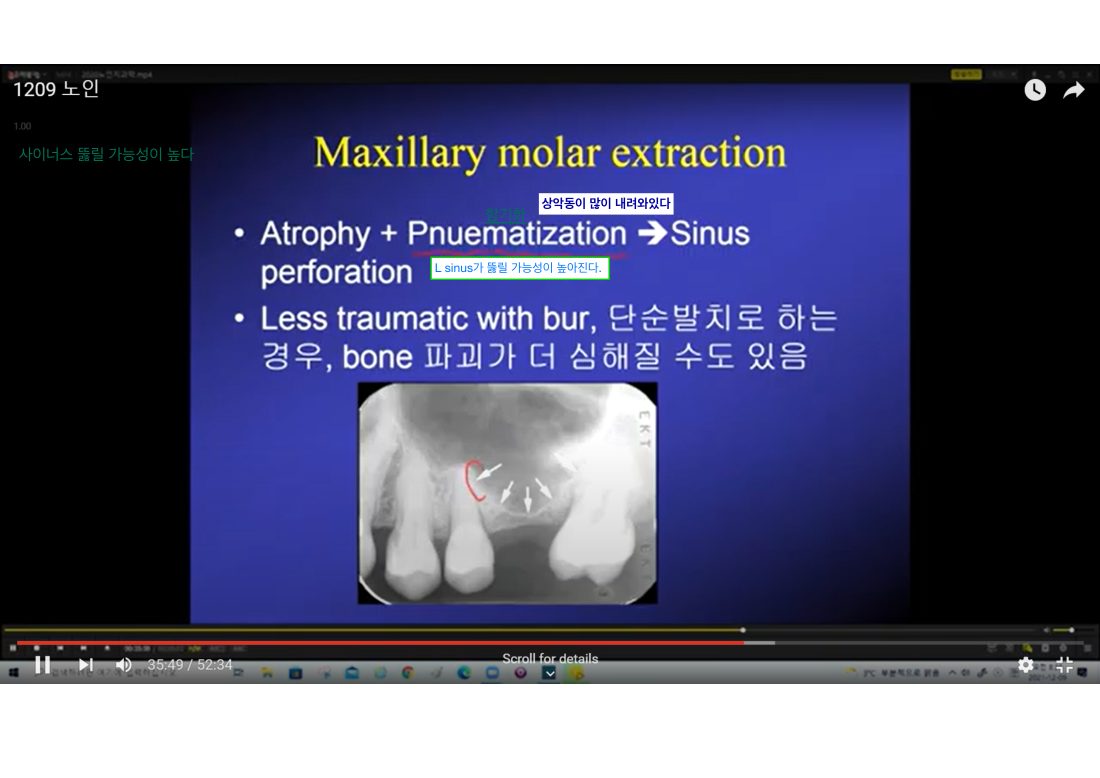 1209 노인
1.00
사이너스 뚫릴 가능성이 높다
Maxillary molar extraction
상악동이 많이 내려와있다
• Atrophy + Pnuematization ➔Sinus
perforation
L sinus가 뚫릴 가능성이 높아진다.
• Less traumatic with bur, 단순발치로 하는
경우, bone 파괴가 더 심해질 수도 있음
EKT
35:49 / 52:34
Scroll for details